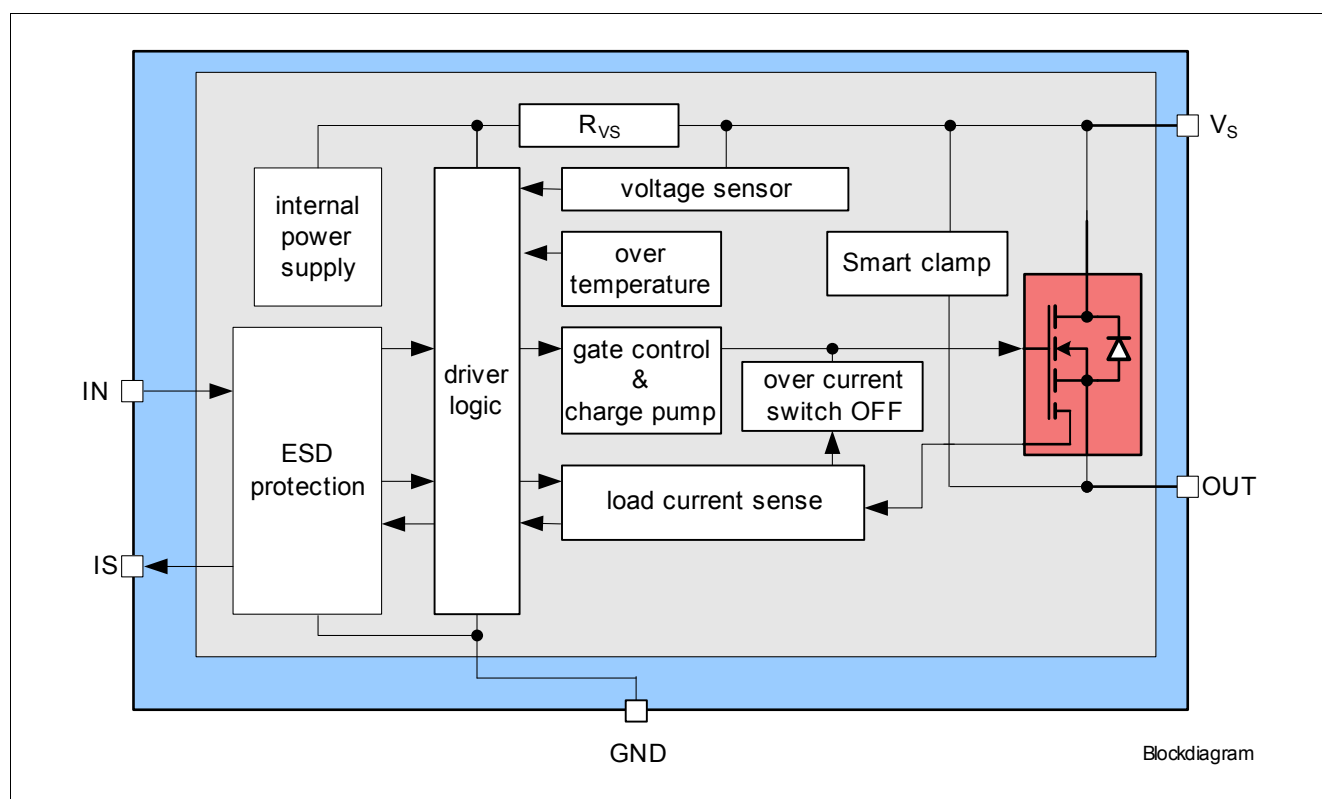 R_VS
V_S
voltage sensor
internal
power
supply
over
temperature
Smart clamp
gate control
&
charge pump
driver
logic
over current
switch OFF
IN
ESD
protection
load current sense
OUT
IS
GND
Blockdiagram